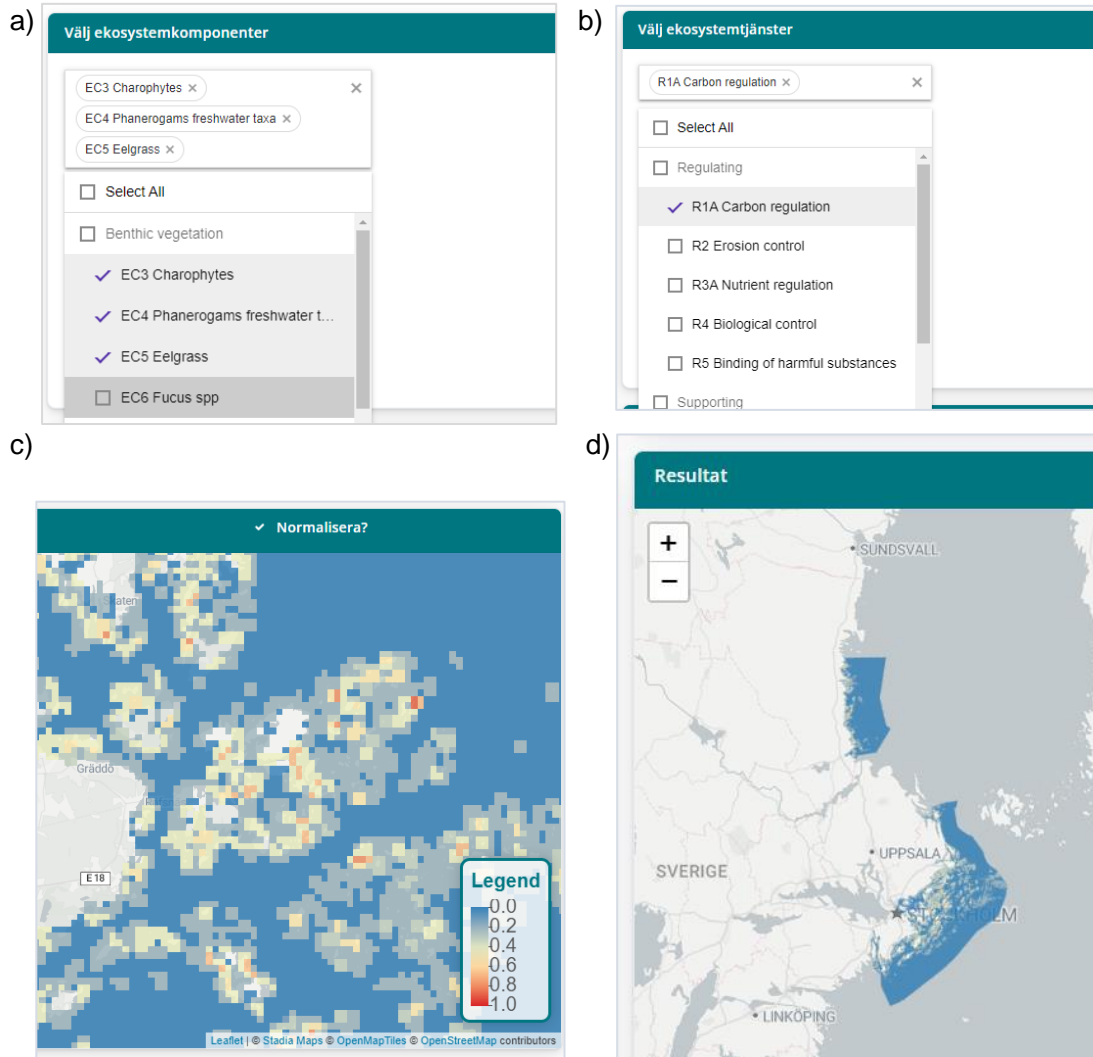 a)
Välj ekosystemkomponenter
EC3 Charophytes ×
×
EC4 Phanerogams freshwater taxa ×
EC5 Eelgrass ×
Select All
Benthic vegetation
EC3 Charophytes
EC4 Phanerogams freshwater t...
EC5 Eelgrass
EC6 Fucus spp
b)
Välj ekosystemtjänster
R1A Carbon regulation ×
×
Select All
Regulating
R1A Carbon regulation
R2 Erosion control
R3A Nutrient regulation
R4 Biological control
R5 Binding of harmful substances
Supporting
c)
Normalisera?
Gräddö
E 18
Legend
0.0
0.2
0.4
0.6
0.8
1.0
Leaflet | © Stadia Maps © OpenMapTiles © OpenStreetMap contributors
d)
Resultat
+
−
SUNDSVALL
UPPSALA
SVERIGE
STOCKHOLM
LINKÖPING